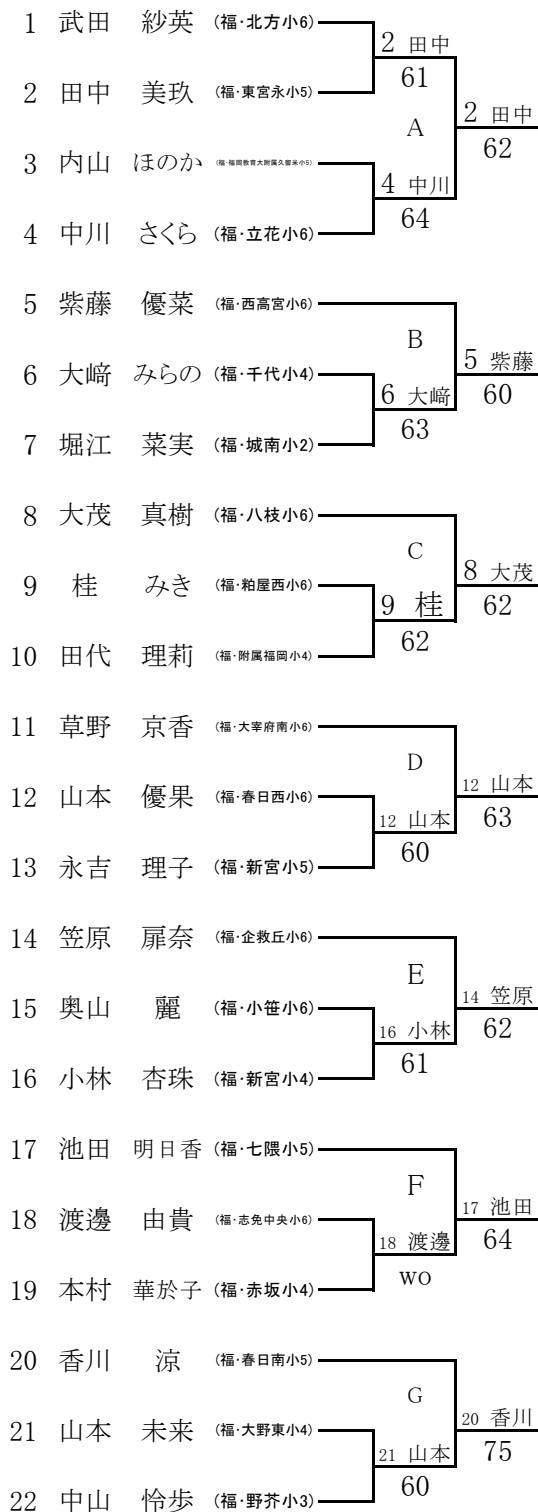 1 武田 紗英 (福･北方小6)
2 田中
61
2 田中 美玖 (福･東宮永小5)
A
2 田中
62
3 内山 ほのか (福･福岡教育大附属久留米小5)
4 中川
64
4 中川 さくら (福･立花小6)
5 紫藤 優菜 (福･西高宮小6)
B
5 紫藤
60
6 大﨑 みらの (福･千代小4)
6 大﨑
63
7 堀江 菜実 (福･城南小2)
8 大茂 真樹 (福･八枝小6)
C
8 大茂
62
9 桂 みき (福･粕屋西小6)
9 桂
62
10 田代 理莉 (福･附属福岡小4)
11 草野 京香 (福･大宰府南小6)
D
12 山本
63
12 山本 優果 (福･春日西小6)
12 山本
60
13 永吉 理子 (福･新宮小5)
14 笠原 扉奈 (福･企救丘小6)
E
14 笠原
62
15 奥山 麗 (福･小笹小6)
16 小林
61
16 小林 杏珠 (福･新宮小4)
17 池田 明日香 (福･七隈小5)
F
17 池田
64
18 渡邊 由貴 (福･志免中央小6)
18 渡邊
WO
19 本村 華於子 (福･赤坂小4)
20 香川 涼 (福･春日南小5)
G
20 香川
75
21 山本 未来 (福･大野東小4)
21 山本
60
22 中山 怜歩 (福･野芥小3)